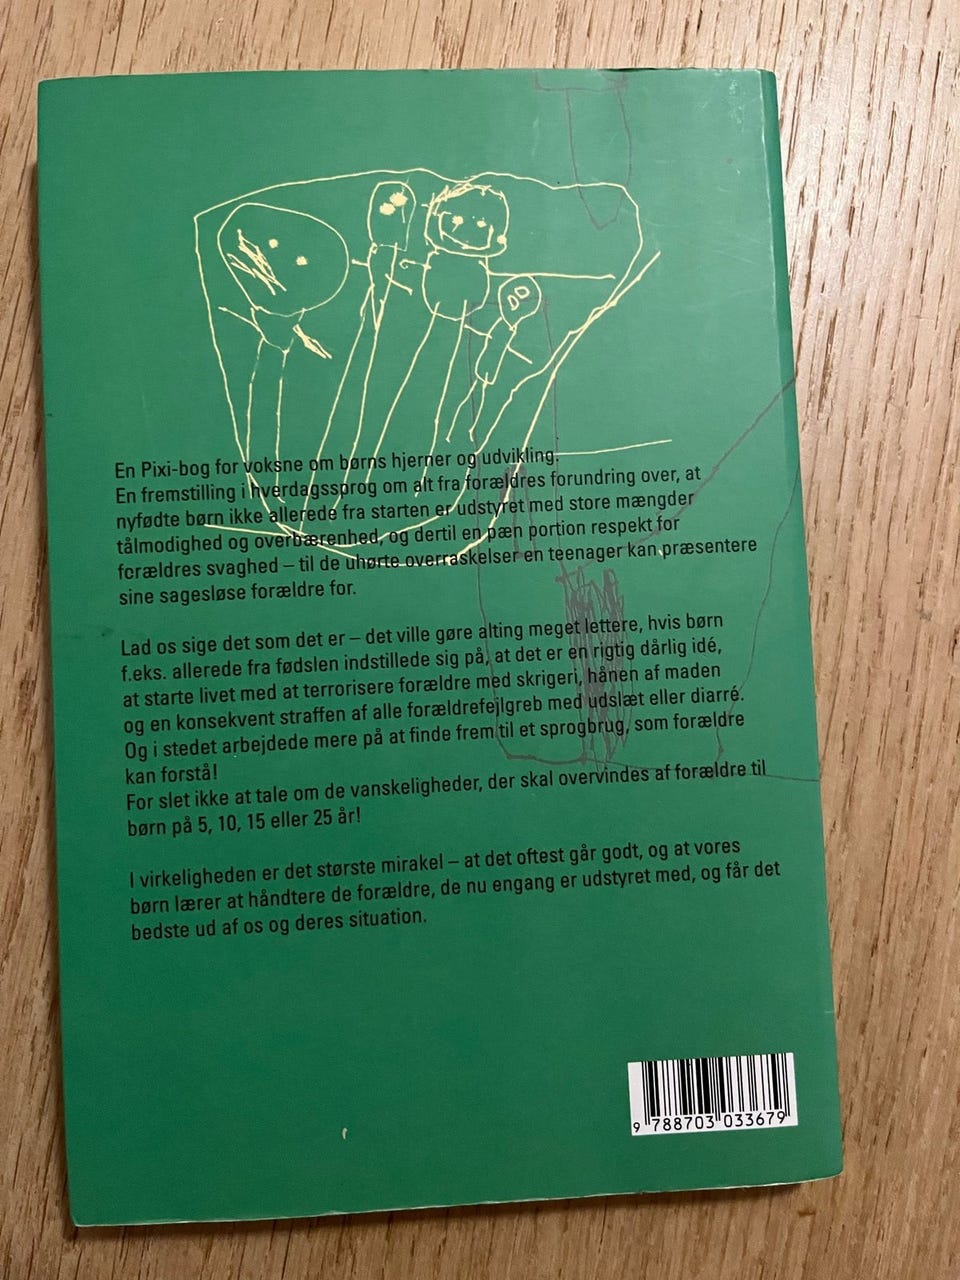 En Pixi-bog for voksne om børns hjerner og udvikling.
En fremstilling i hverdagssprog om alt fra forældres forundring over, at
nyfødte børn ikke allerede fra starten er udstyret med store mængder
tålmodighed og overbærenhed, og dertil en pæn portion respekt for
forældres svaghed – til de uhørte overraskelser en teenager kan præsentere
sine sagesløse forældre for.
Lad os sige det som det er – det ville gøre alting meget lettere, hvis børn
f.eks. allerede fra fødslen indstillede sig på, at det er en rigtig dårlig idé,
at starte livet med at terrorisere forældre med skrigeri, hånen af maden
og en konsekvent straffen af alle forældrefejlgreb med udslæt eller diarré.
Og i stedet arbejdede mere på at finde frem til et sprogbrug, som forældre
kan forstå!
For slet ikke at tale om de vanskeligheder, der skal overvindes af forældre til
børn på 5, 10, 15 eller 25 år!
I virkeligheden er det største mirakel – at det oftest går godt, og at vores
børn lærer at håndtere de forældre, de nu engang er udstyret med, og får det
bedste ud af os og deres situation.
9 788703 033679